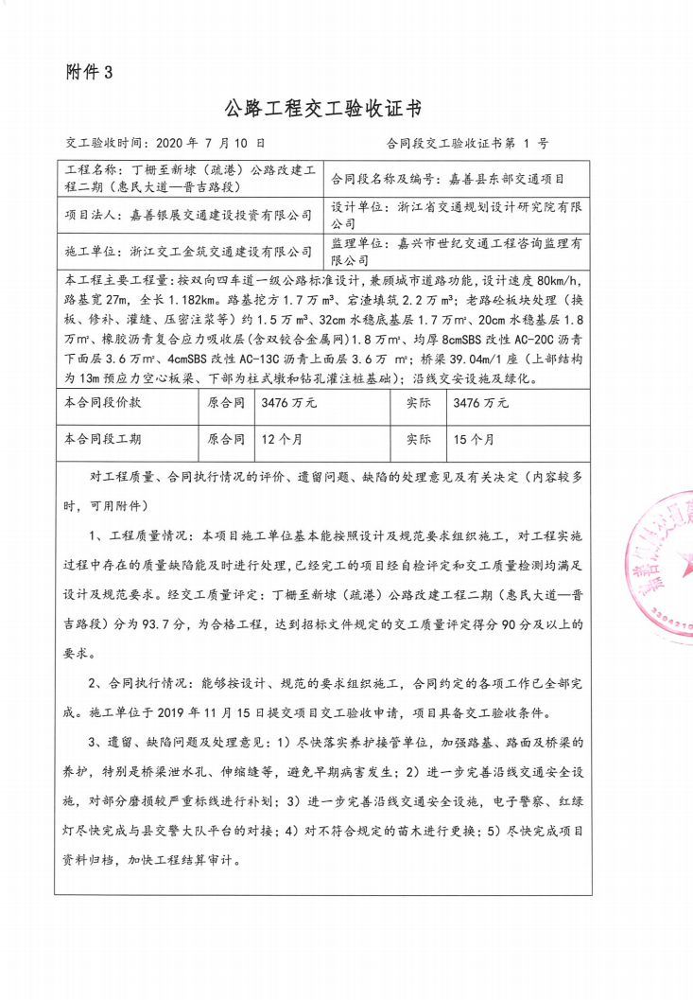 附件 3
公路工程交工验收证书
交工验收时间：2020 年 7 月 10 日
合同段交工验收证书第 1 号
工程名称：丁栅至新埭（疏港）公路改建工
程二期（惠民大道—晋吉路段）
合同段名称及编号：嘉善县东部交通项目
项目法人：嘉善银展交通建设投资有限公司
设计单位：浙江省交通规划设计研究院有限
公司
施工单位：浙江交工金筑交通建设有限公司
监理单位：嘉兴市世纪交通工程咨询监理有
限公司
本工程主要工程量：按双向四车道一级公路标准设计，兼顾城市道路功能，设计速度 80km/h，
路基宽 27m，全长 1.182km。路基挖方 1.7 万 m³、宕渣填筑 2.2 万 m³；老路砼板块处理（换
板、修补、灌缝、压密注浆等）约 1.5 万 m²、32cm 水稳底基层 1.7 万㎡、20cm 水稳基层 1.8
万㎡、橡胶沥青复合应力吸收层(含双铰合金属网)1.8 万㎡、均厚 8cmSBS 改性 AC-20C 沥青
下面层 3.6 万㎡、4cmSBS 改性 AC-13C 沥青上面层 3.6 万 ㎡；桥梁 39.04m/1 座（上部结构
为 13m 预应力空心板梁、下部为柱式墩和钻孔灌注桩基础）；沿线交安设施及绿化。
本合同段价款 原合同 3476 万元 实际 3476 万元
本合同段工期 原合同 12 个月 实际 15 个月
对工程质量、合同执行情况的评价、遗留问题、缺陷的处理意见及有关决定（内容较多
时，可用附件）
1、工程质量情况：本项目施工单位基本能按照设计及规范要求组织施工，对工程实施
过程中存在的质量缺陷能及时进行处理，已经完工的项目经自检评定和交工质量检测均满足
设计及规范要求。经交工质量评定：丁栅至新埭（疏港）公路改建工程二期（惠民大道—晋
吉路段）分为 93.7 分，为合格工程，达到招标文件规定的交工质量评定得分 90 分及以上的
要求。
2、合同执行情况：能够按设计、规范的要求组织施工，合同约定的各项工作已全部完
成。施工单位于 2019 年 11 月 15 日提交项目交工验收申请，项目具备交工验收条件。
3、遗留、缺陷问题及处理意见：1）尽快落实养护接管单位，加强路基、路面及桥梁的
养护，特别是桥梁泄水孔、伸缩缝等，避免早期病害发生；2）进一步完善沿线交通安全设
施，对部分磨损较严重标线进行补划；3）进一步完善沿线交通安全设施，电子警察、红绿
灯尽快完成与县交警大队平台的对接；4）对不符合规定的苗木进行更换；5）尽快完成项目
资料归档，加快工程结算审计。